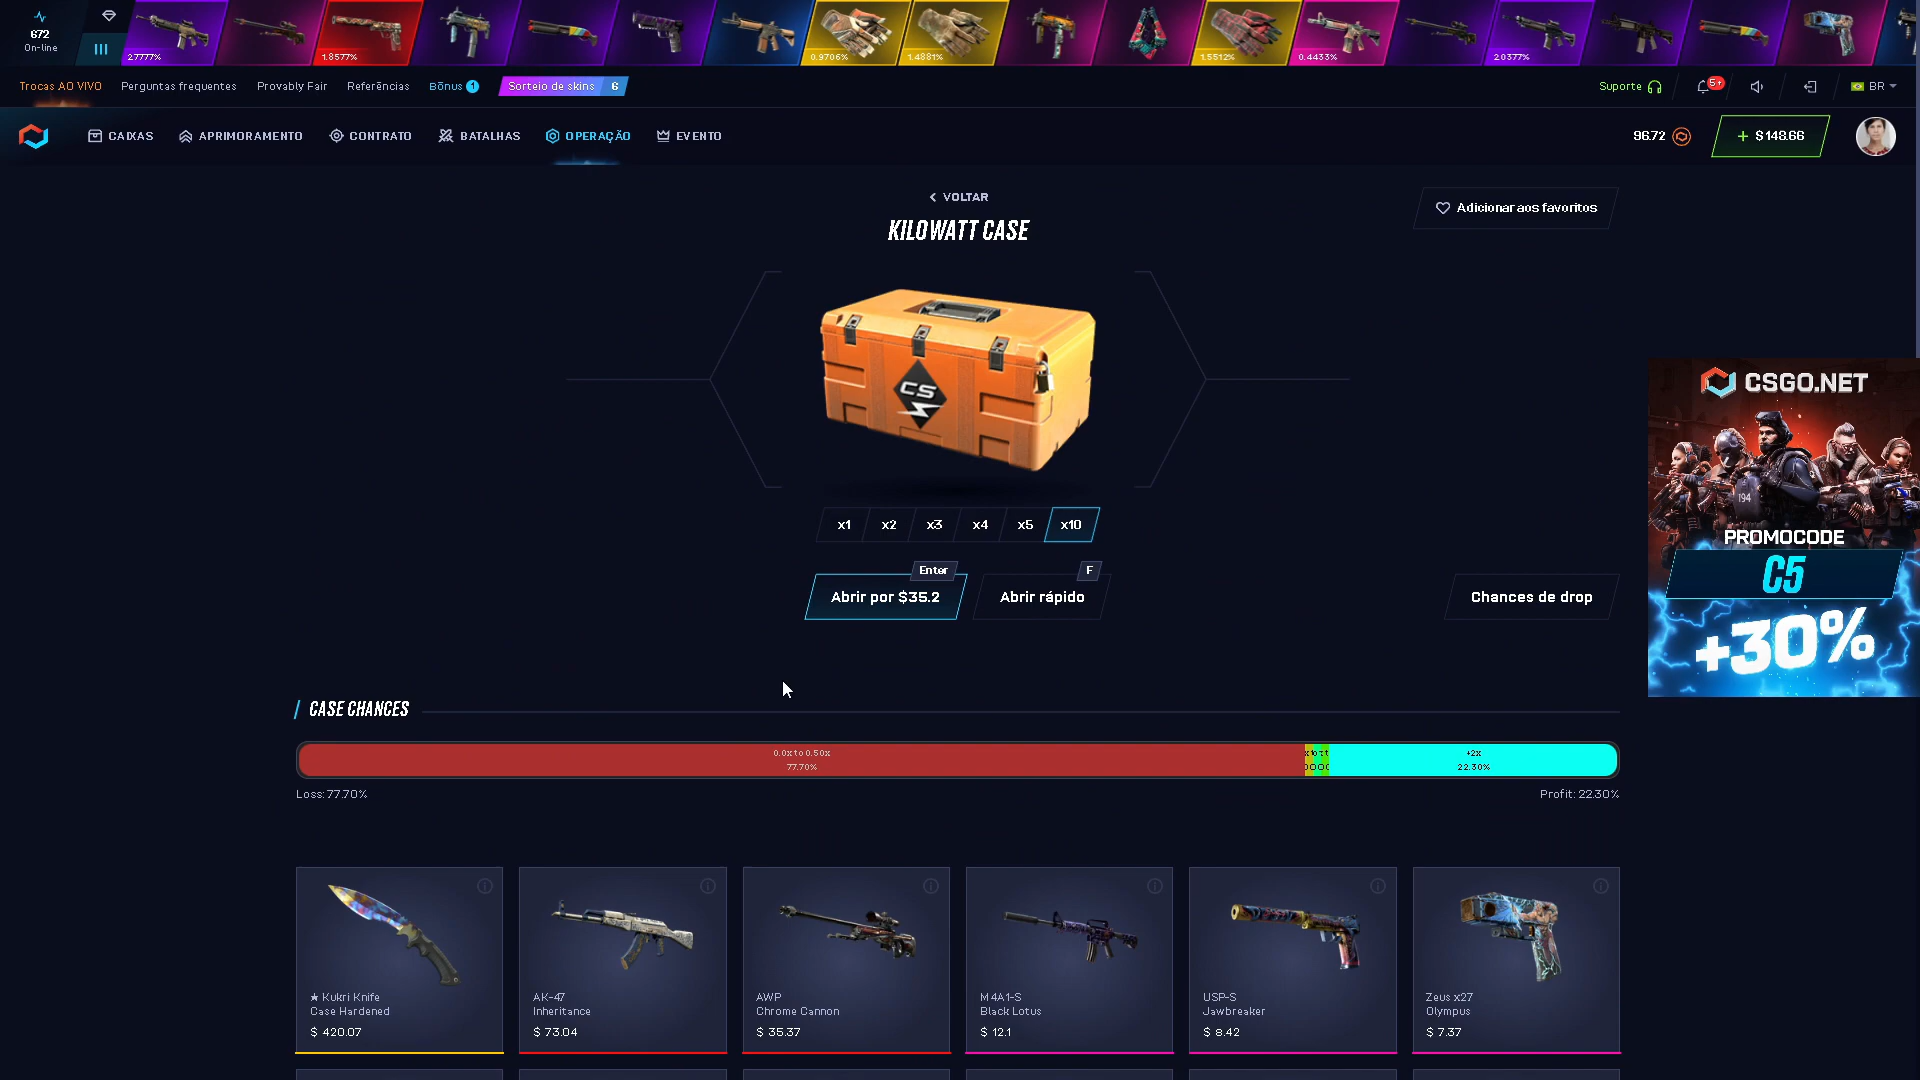 672
On-line
2.7777%
1.8577%
0.9706%
1.4881%
1.5512%
0.4433%
2.0377%
Trocas AO VIVO
Perguntas frequentes
Provably Fair
Referências
Bônus 1
Sorteio de skins 6
Suporte
5+
BR
CAIXAS
APRIMORAMENTO
CONTRATO
BATALHAS
OPERAÇÃO
EVENTO
96.72
+ $ 148.66
VOLTAR
Adicionar aos favoritos
KILOWATT CASE
CS
x1
x2
x3
x4
x5
x10
Enter
F
Abrir por $35.2
Abrir rápido
Chances de drop
CSGO.NET
194
PROMOCODE
C5
+30%
CASE CHANCES
0.0x to 0.50x
77.70%
+2x
22.30%
Loss: 77.70%
Profit: 22.30%
★ Kukri Knife
Case Hardened
$ 420.07
AK-47
Inheritance
$ 73.04
AWP
Chrome Cannon
$ 35.37
M4A1-S
Black Lotus
$ 12.1
USP-S
Jawbreaker
$ 8.42
Zeus x27
Olympus
$ 7.37